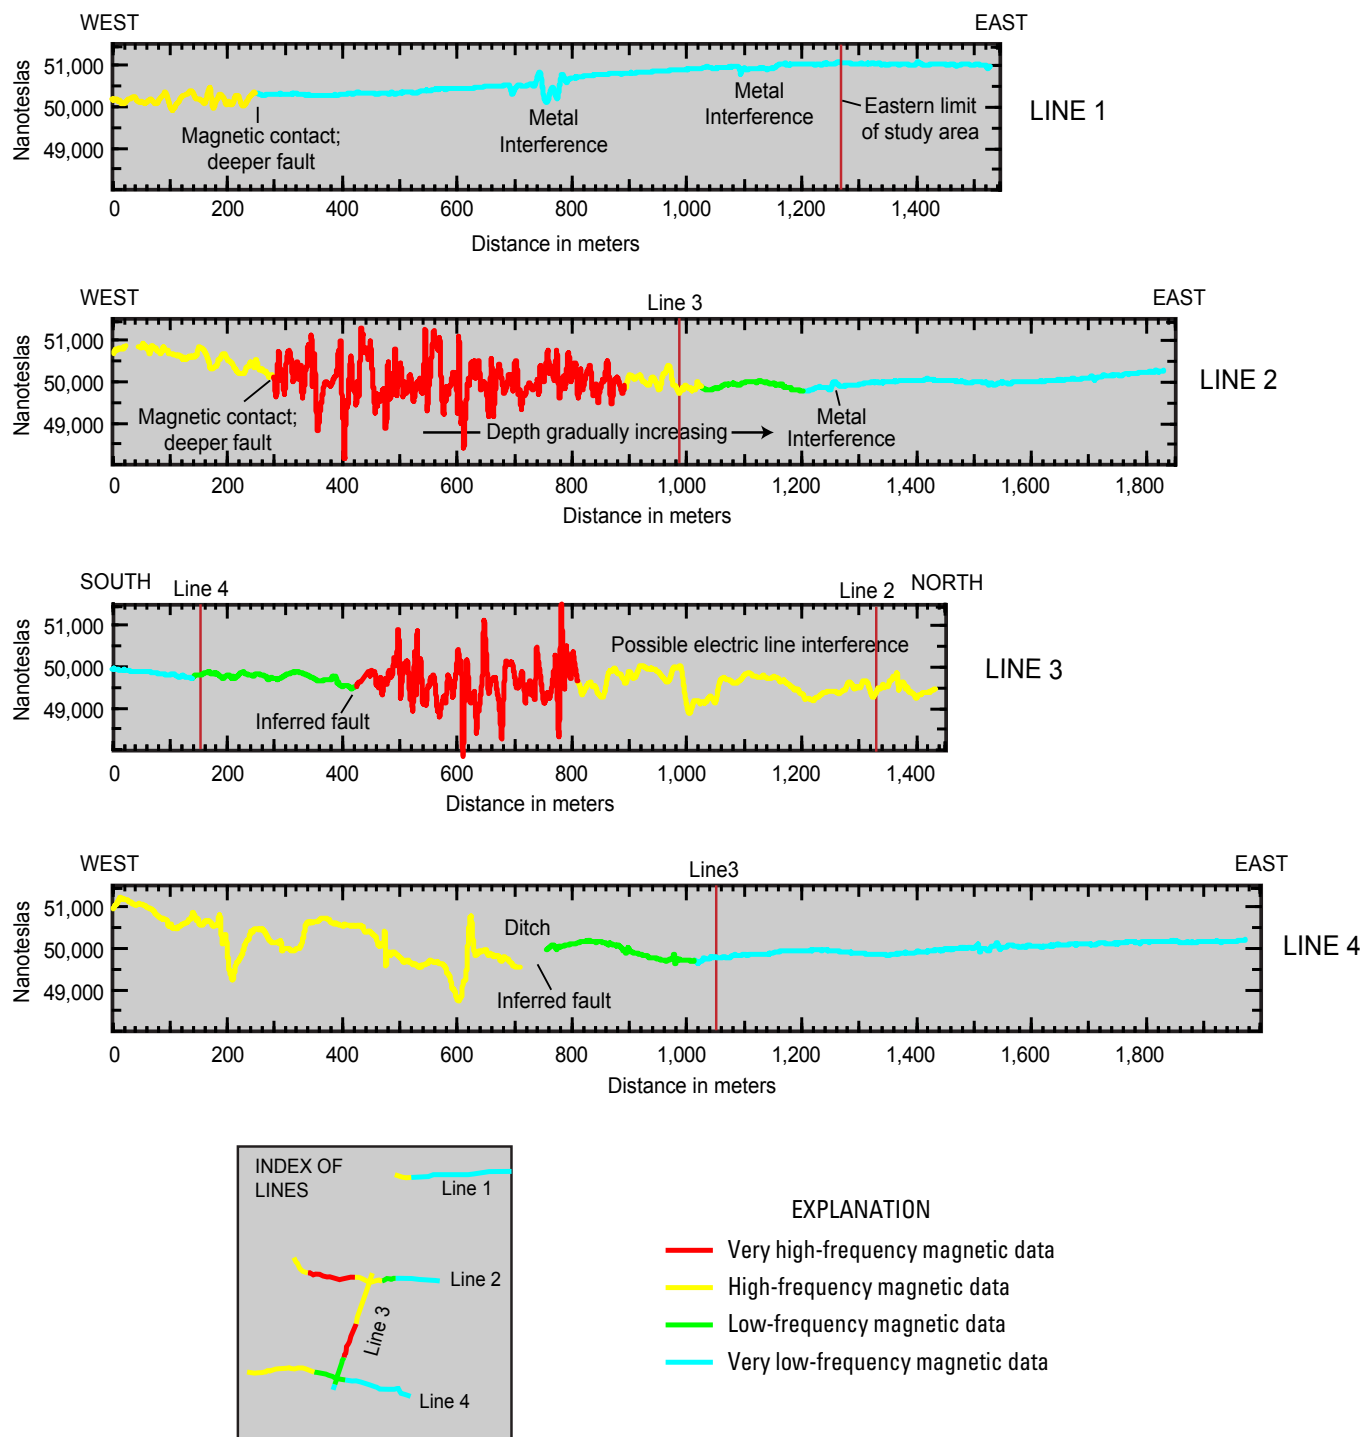 WEST
EAST
Nanoteslas
51,000
50,000
49,000
Magnetic contact;
deeper fault
Metal
Interference
Metal
Interference
Eastern limit
of study area
LINE 1
0 200 400 600 800 1,000 1,200 1,400
Distance in meters
WEST
Line 3
EAST
Nanoteslas
51,000
50,000
49,000
Magnetic contact;
deeper fault
Depth gradually increasing
Metal
Interference
LINE 2
0 200 400 600 800 1,000 1,200 1,400 1,600 1,800
Distance in meters
SOUTH
Line 4
Line 2
NORTH
Nanoteslas
51,000
50,000
49,000
Possible electric line interference
Inferred fault
LINE 3
0 200 400 600 800 1,000 1,200 1,400
Distance in meters
WEST
Line3
EAST
Nanoteslas
51,000
50,000
49,000
Ditch
Inferred fault
LINE 4
0 200 400 600 800 1,000 1,200 1,400 1,600 1,800
Distance in meters
INDEX OF
LINES
Line 1
Line 2
Line 3
Line 4
EXPLANATION
Very high-frequency magnetic data
High-frequency magnetic data
Low-frequency magnetic data
Very low-frequency magnetic data